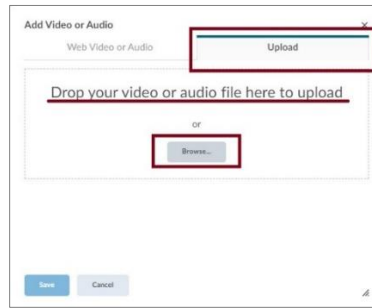 Add Video or Audio ×
Web Video or Audio Upload
Drop your video or audio file here to upload
or
Browse...
Save Cancel